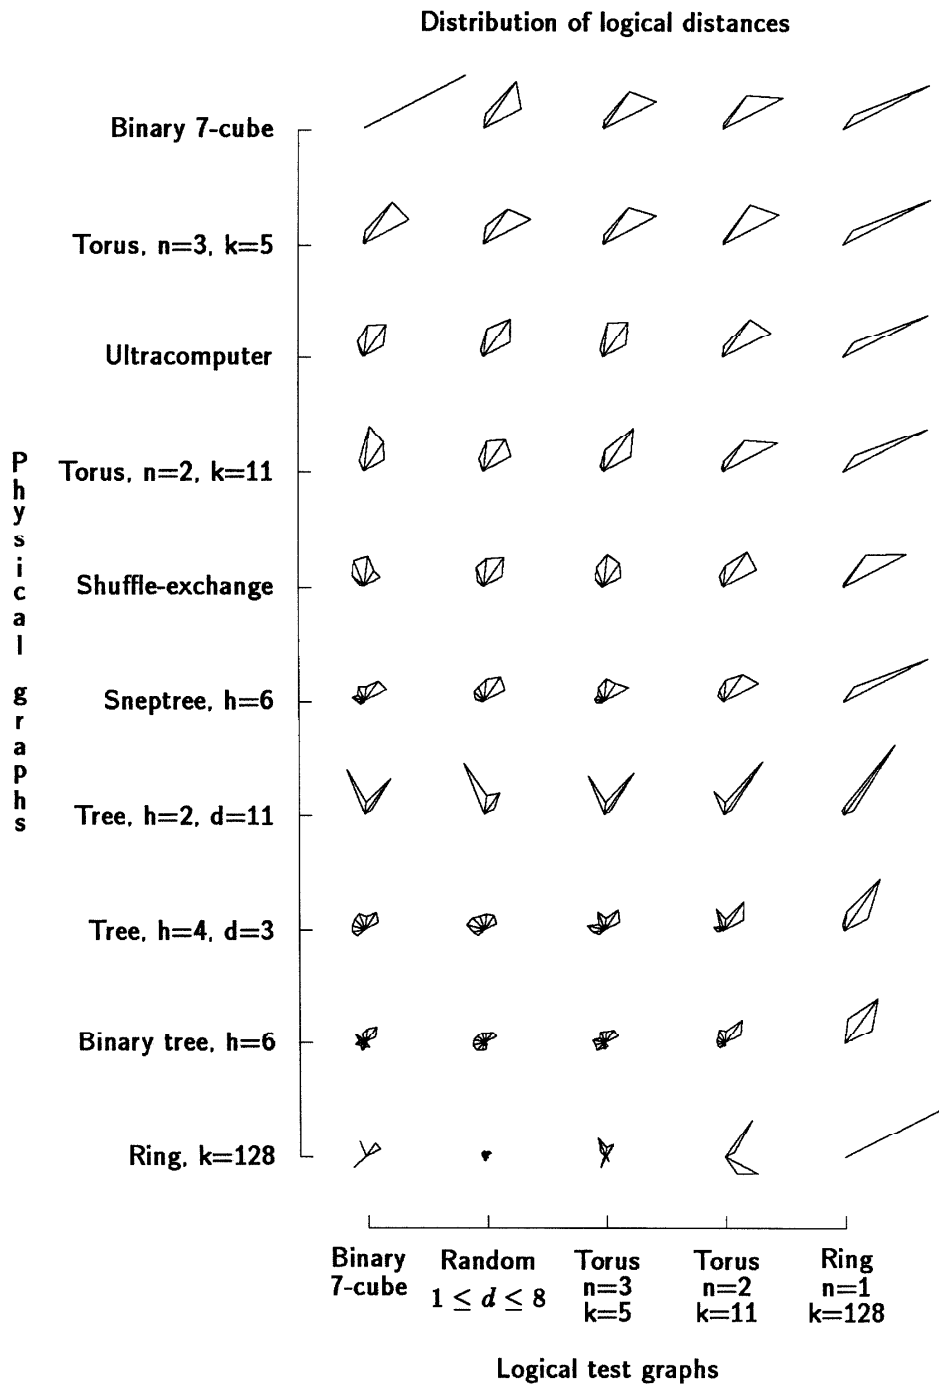 Distribution of logical distances
Physical graphs
Binary 7-cube
Torus, n=3, k=5
Ultracomputer
Torus, n=2, k=11
Shuffle-exchange
Sneptree, h=6
Tree, h=2, d=11
Tree, h=4, d=3
Binary tree, h=6
Ring, k=128
Binary
7-cube
Random
1 ≤ d ≤ 8
Torus
n=3
k=5
Torus
n=2
k=11
Ring
n=1
k=128
Logical test graphs